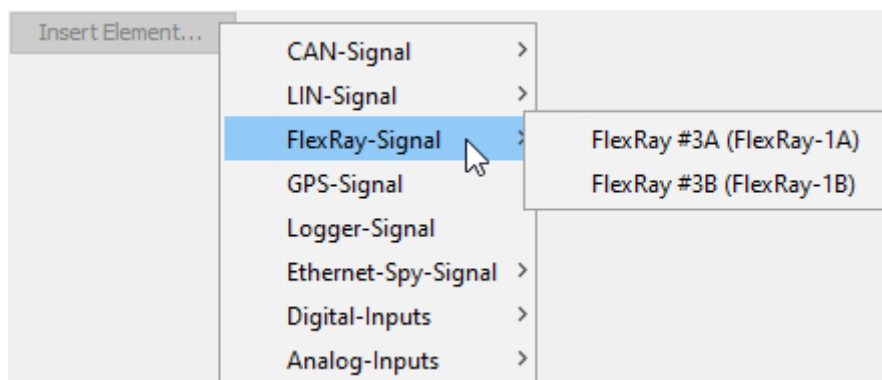 Insert Element...
CAN-Signal
LIN-Signal
FlexRay-Signal
FlexRay #3A (FlexRay-1A)
FlexRay #3B (FlexRay-1B)
GPS-Signal
Logger-Signal
Ethernet-Spy-Signal
Digital-Inputs
Analog-Inputs